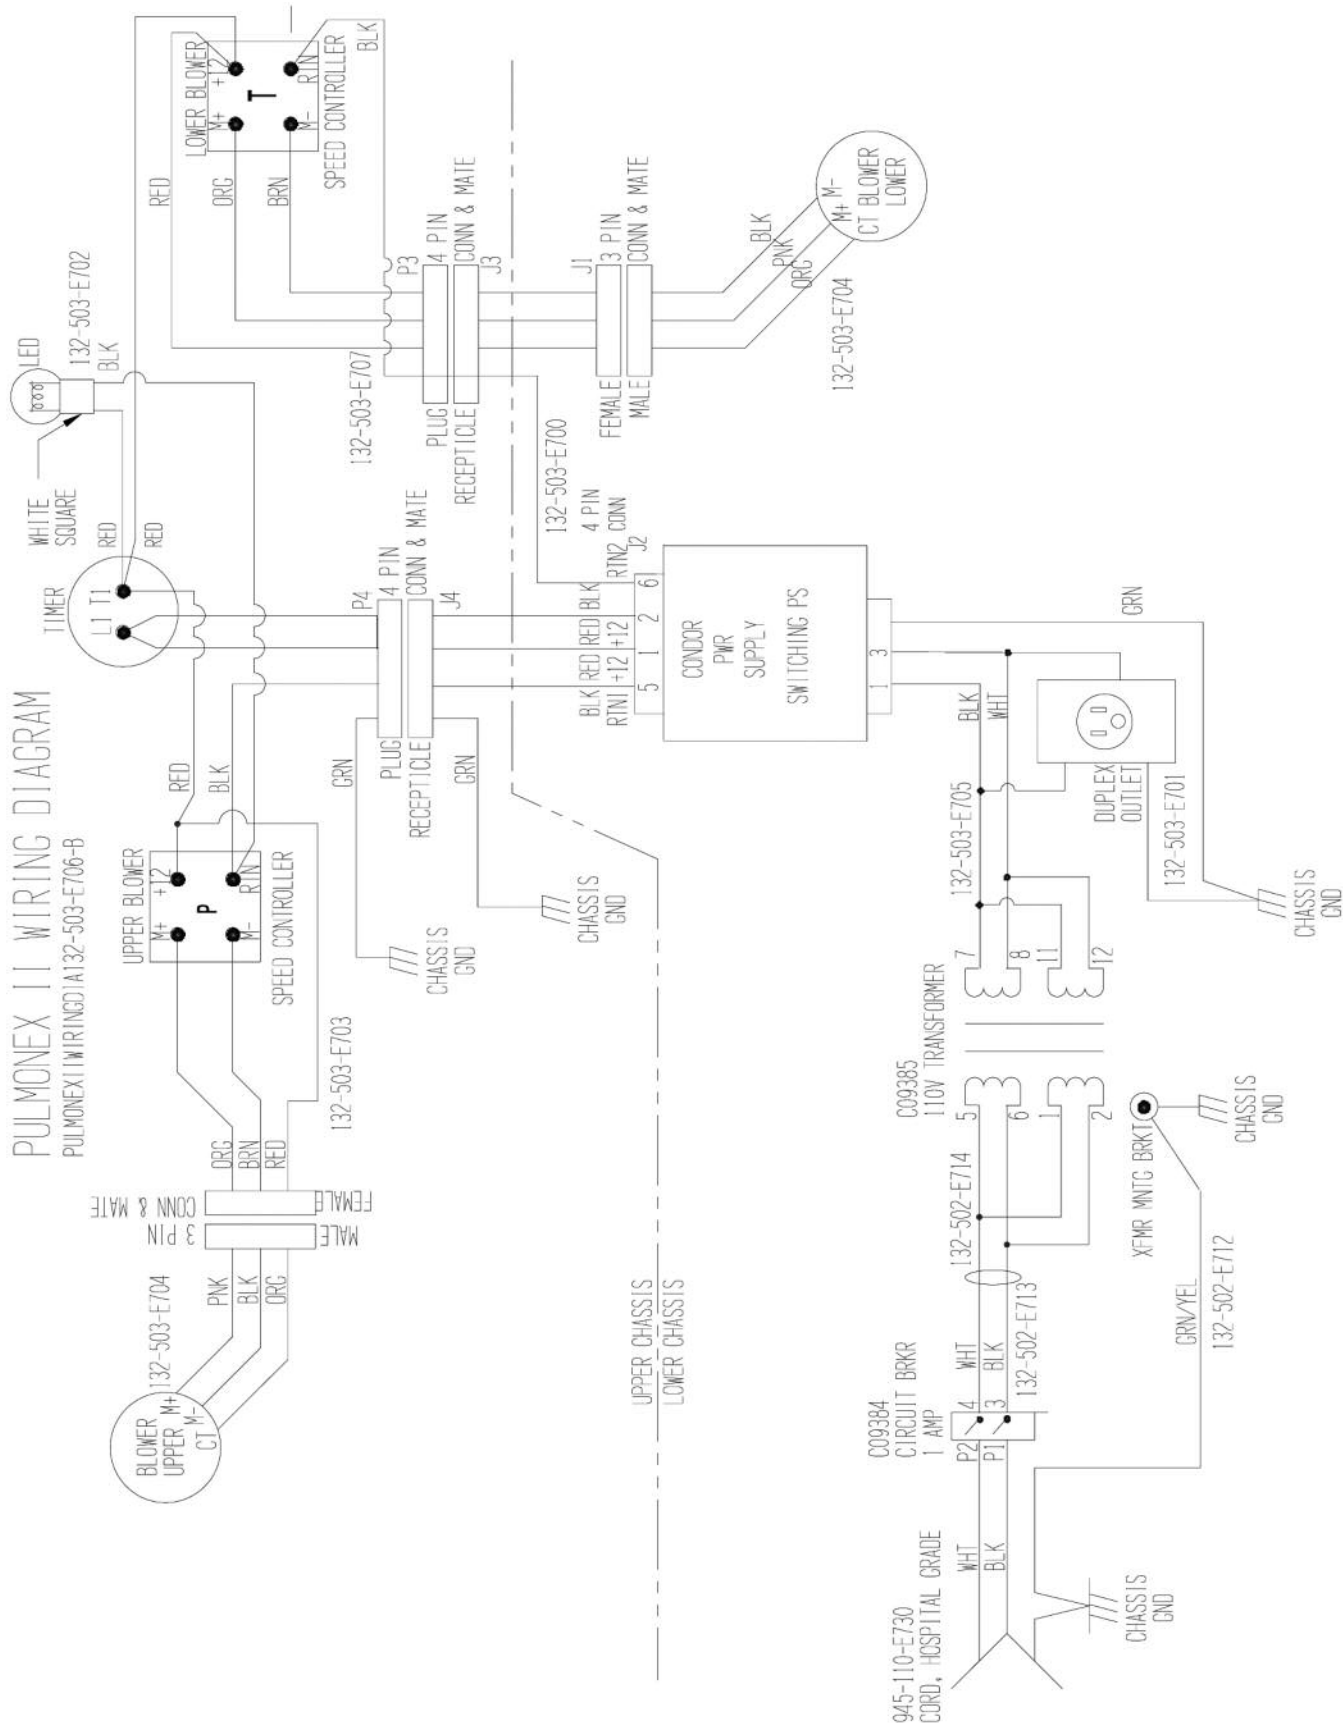 PULMONEX II WIRING DIAGRAM
PULMONEXIIWIRINGDIA132-503-E706-B
BLOWER
UPPER
M+
M-
CT
132-503-E704
PNK
BLK
ORG
3 PIN
CONN & MATE
MALE
FEMALE
ORG
BRN
RED
132-503-E703
UPPER BLOWER
M+
+12
P
M-
RTN
SPEED CONTROLLER
RED
BLK
TIMER
L1
T1
RED
RED
WHITE
SQUARE
LED
132-503-E702
BLK
LOWER BLOWER
M+
+12
T
M-
RTN
SPEED CONTROLLER
RED
ORG
BRN
BLK
CHASSIS
GND
GRN
PLUG
P4
4 PIN
CONN & MATE
RECEPTICLE
J4
GRN
CHASSIS
GND
132-503-E707
PLUG
P3
4 PIN
CONN & MATE
RECEPTICLE
J3
132-503-E700
FEMALE
J1
3 PIN
CONN & MATE
MALE
BLK
PNK
ORG
132-503-E704
M+
M-
CT BLOWER
LOWER
UPPER CHASSIS
LOWER CHASSIS
BLK RED RED BLK
RTN1 +12 +12 RTN2
4 PIN
CONN
J2
5 1 2 6
CONDOR
PWR
SUPPLY
SWITCHING PS
1 3
BLK
WHT
GRN
132-503-E705
DUPLEX
OUTLET
132-503-E701
CHASSIS
GND
C09385
110V TRANSFORMER
5
6
1
2
7
8
11
12
132-502-E714
XFMR MNTG BRKT
CHASSIS
GND
GRN/YEL
132-502-E712
C09384
CIRCUIT BRKR
1 AMP
P2
4
P1
3
WHT
BLK
132-502-E713
945-110-E730
CORD, HOSPITAL GRADE
WHT
BLK
CHASSIS
GND